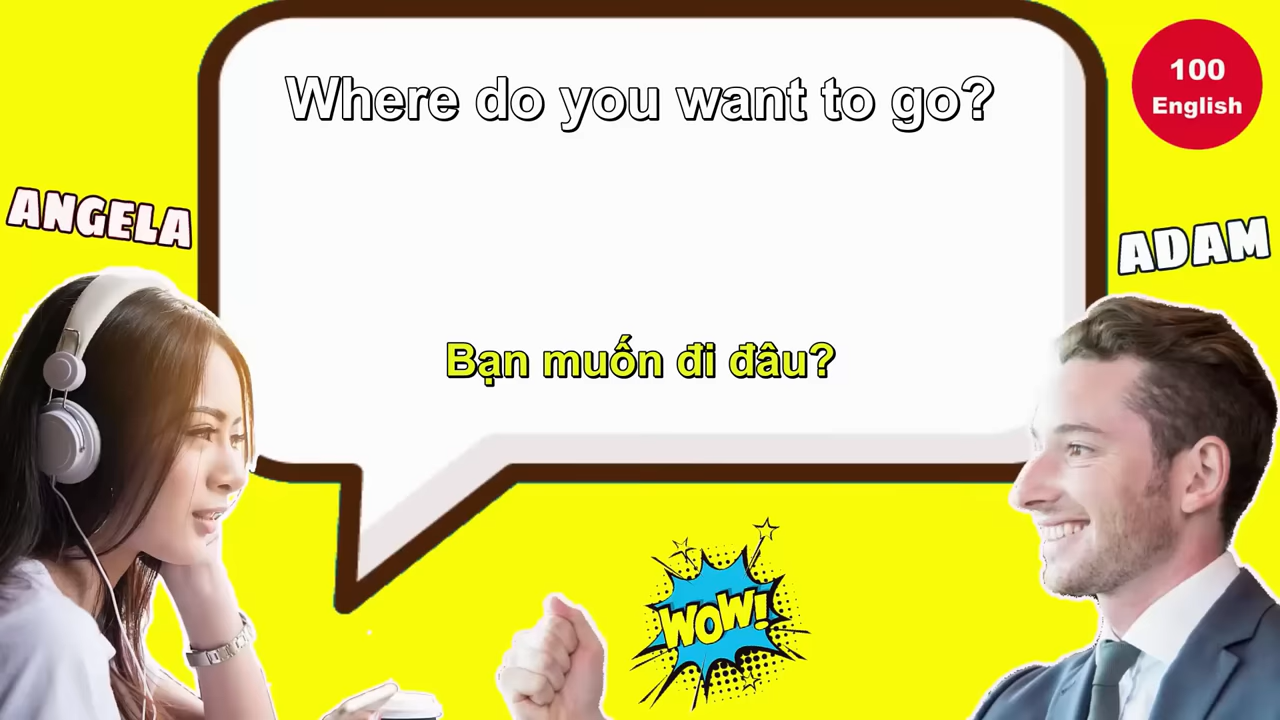 Where do you want to go?
100
English
ANGELA
ADAM
Bạn muốn đi đâu?
WOW!